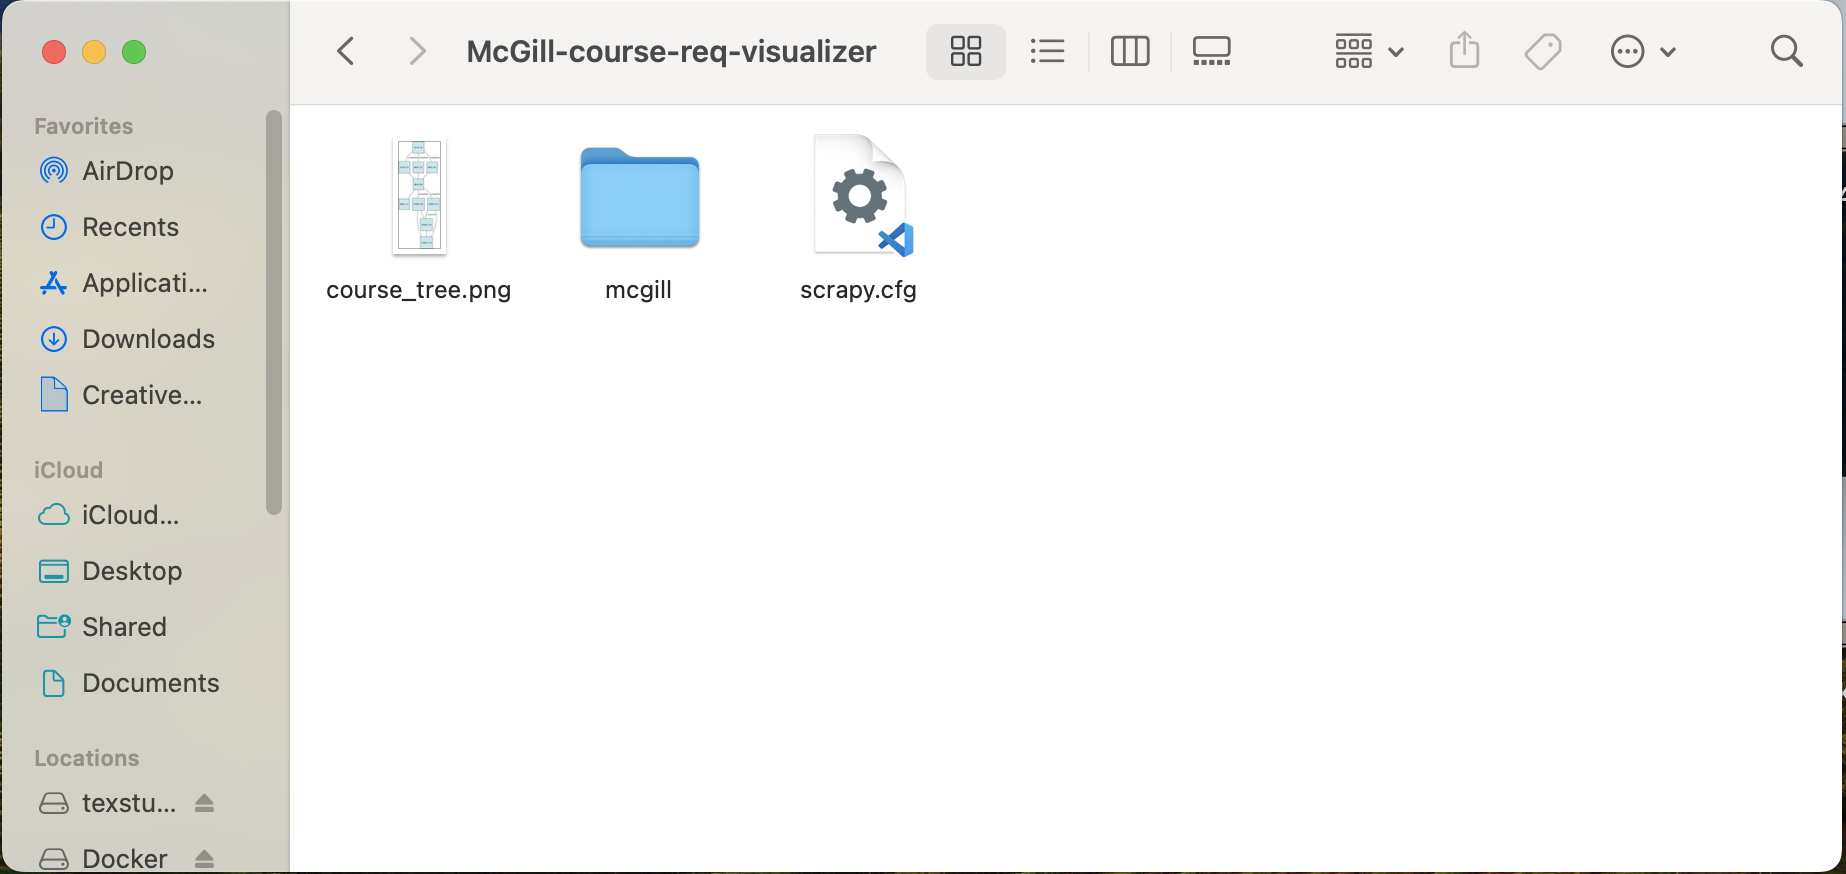 McGill-course-req-visualizer
Favorites
AirDrop
Recents
Applicati...
Downloads
Creative...
iCloud
iCloud...
Desktop
Shared
Documents
Locations
texstu...
Docker
course_tree.png
mcgill
scrapy.cfg